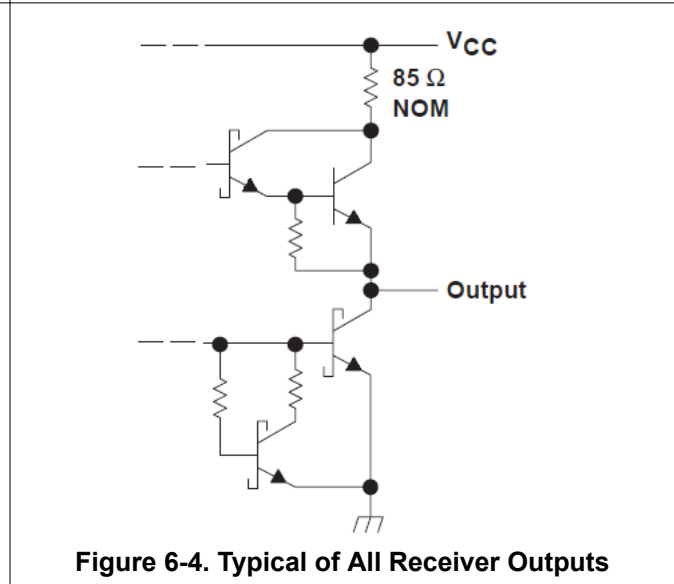 VCC
85 Ω
NOM
Output
Figure 6-4. Typical of All Receiver Outputs